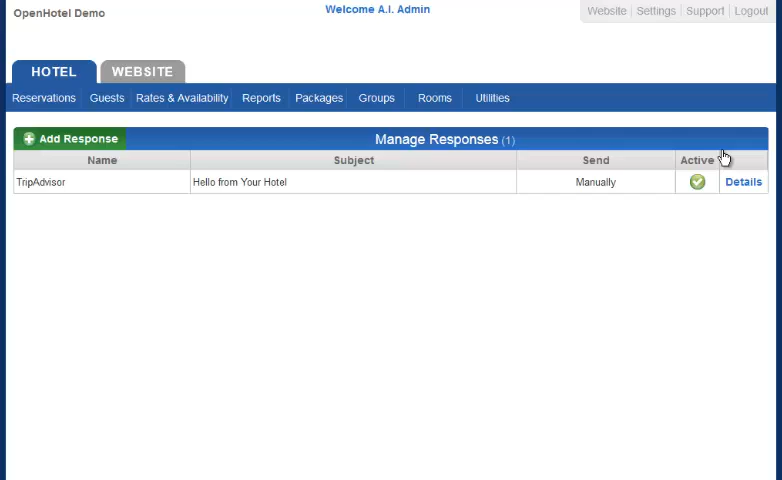 OpenHotel Demo
Welcome A.I. Admin
Website Settings Support Logout
HOTEL WEBSITE
Reservations Guests Rates & Availability Reports Packages Groups Rooms Utilities
Add Response Manage Responses (1)
Name Subject Send Active
TripAdvisor Hello from Your Hotel Manually Details